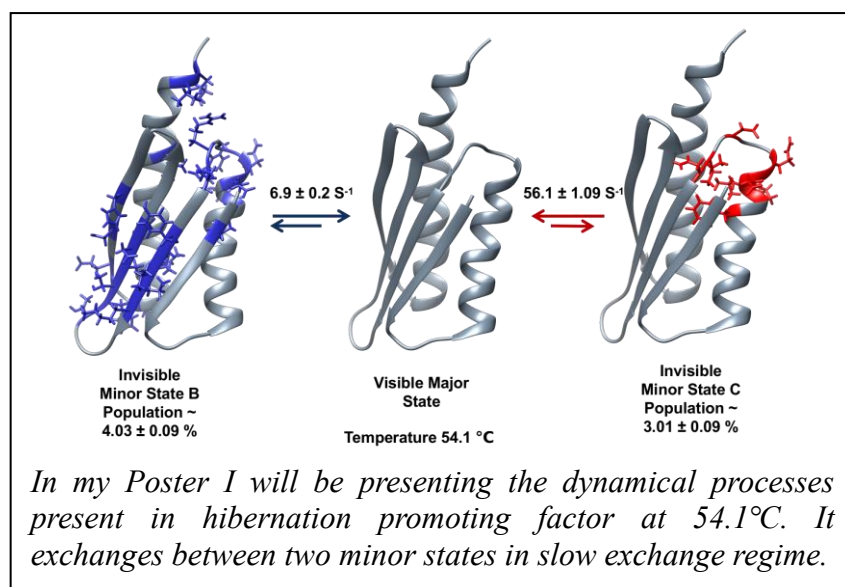 6.9 ± 0.2 S⁻¹
56.1 ± 1.09 S⁻¹
Invisible
Minor State B
Population ~
4.03 ± 0.09 %
Visible Major
State
Temperature 54.1 °C
Invisible
Minor State C
Population ~
3.01 ± 0.09 %
In my Poster I will be presenting the dynamical processes
present in hibernation promoting factor at 54.1°C. It
exchanges between two minor states in slow exchange regime.